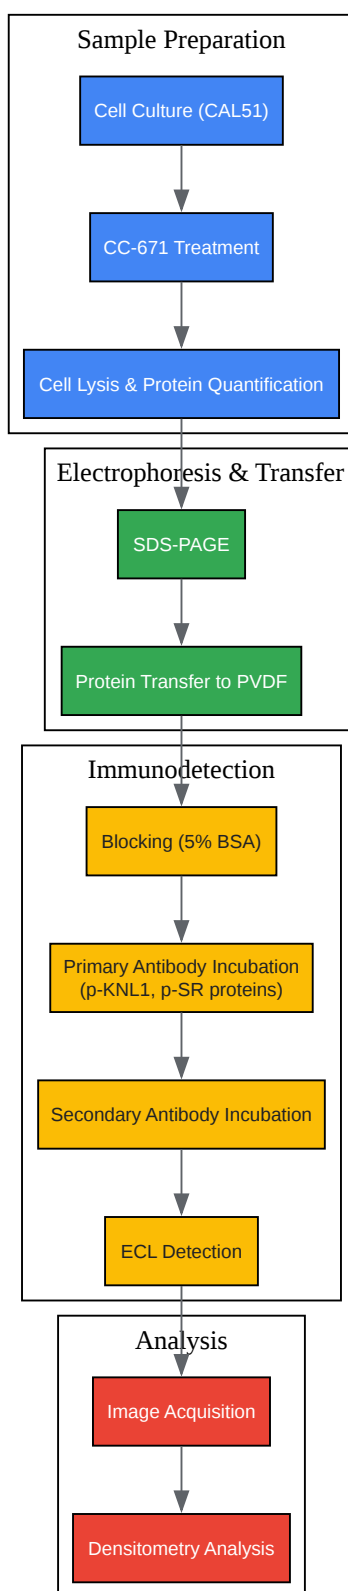 Sample Preparation
Cell Culture (CAL51)
CC-671 Treatment
Cell Lysis & Protein Quantification
Electrophoresis & Transfer
SDS-PAGE
Protein Transfer to PVDF
Immunodetection
Blocking (5% BSA)
Primary Antibody Incubation
(p-KNL1, p-SR proteins)
Secondary Antibody Incubation
ECL Detection
Analysis
Image Acquisition
Densitometry Analysis